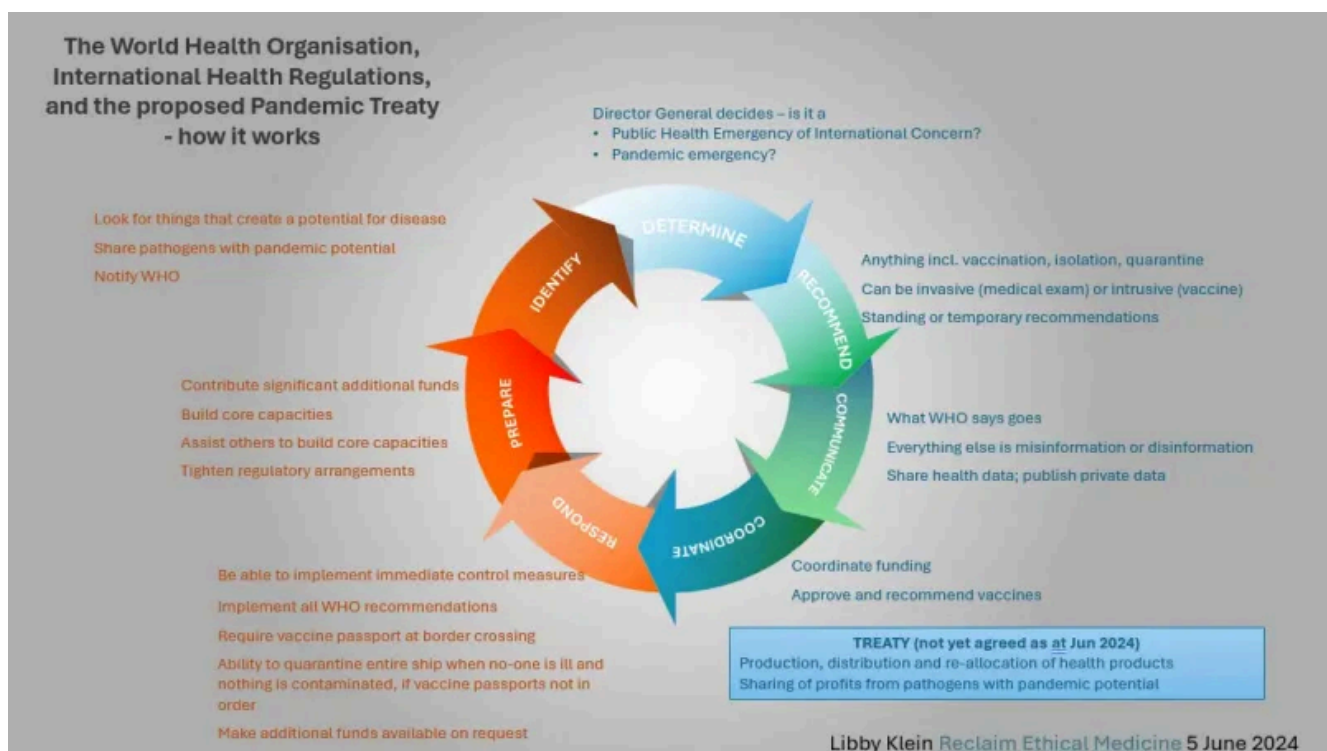 The World Health Organisation,
International Health Regulations,
and the proposed Pandemic Treaty
- how it works
Director General decides – is it a
• Public Health Emergency of International Concern?
• Pandemic emergency?
DETERMINE
RECOMMEND
Anything incl. vaccination, isolation, quarantine
Can be invasive (medical exam) or intrusive (vaccine)
Standing or temporary recommendations
COMMUNICATE
What WHO says goes
Everything else is misinformation or disinformation
Share health data; publish private data
COORDINATE
Coordinate funding
Approve and recommend vaccines
RESPOND
Be able to implement immediate control measures
Implement all WHO recommendations
Require vaccine passport at border crossing
Ability to quarantine entire ship when no-one is ill and
nothing is contaminated, if vaccine passports not in
order
Make additional funds available on request
PREPARE
Contribute significant additional funds
Build core capacities
Assist others to build core capacities
Tighten regulatory arrangements
IDENTIFY
Look for things that create a potential for disease
Share pathogens with pandemic potential
Notify WHO
TREATY (not yet agreed as at Jun 2024)
Production, distribution and re-allocation of health products
Sharing of profits from pathogens with pandemic potential
Libby Klein Reclaim Ethical Medicine 5 June 2024